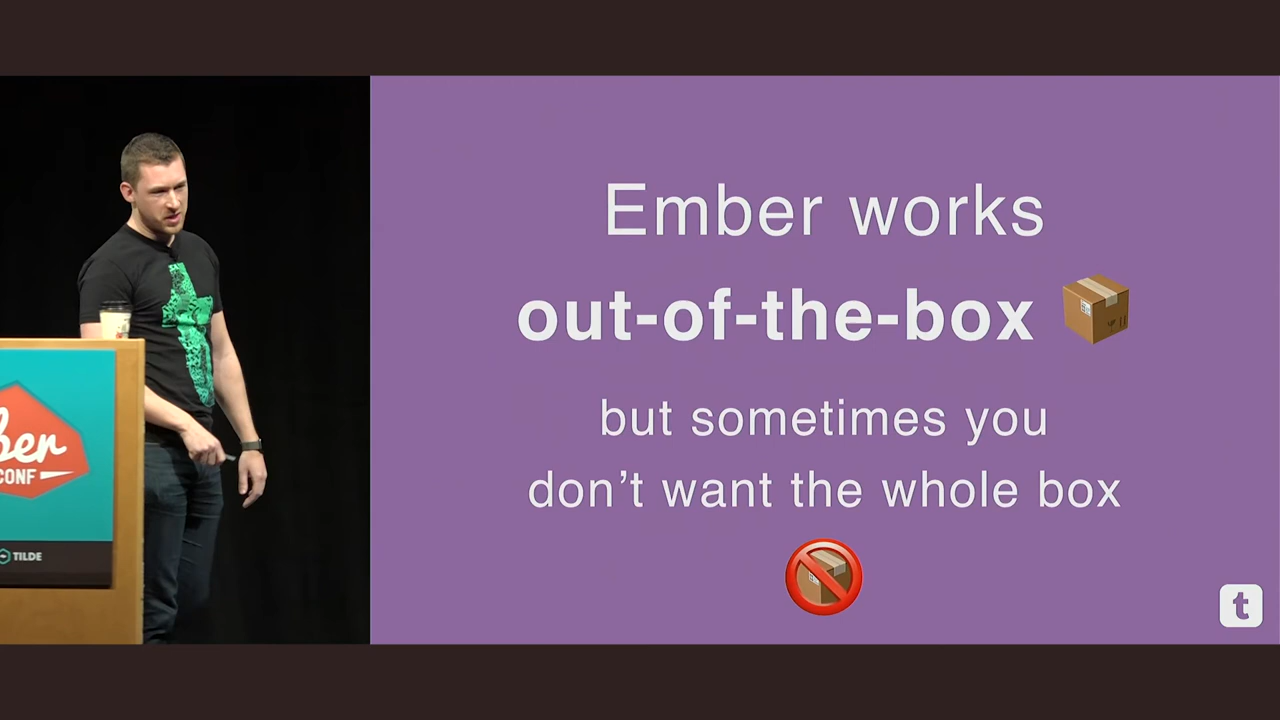 Ember works
out-of-the-box
but sometimes you
don't want the whole box
t
ber
CONF
TILDE